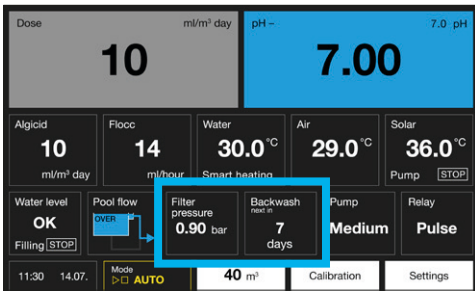 Dose ml/m³ day
10
pH – 7.0 pH
7.00
Algicid
10
ml/m³ day
Flocc
14
ml/hour
Water
30.0 °C
Smart heating
Air
29.0 °C
Solar
36.0 °C
Pump STOP
Water level
OK
Filling STOP
Pool flow
OVER
Filter
pressure
0.90 bar
Backwash
next in
7
days
Pump
Medium
Relay
Pulse
11:30 14.07.
Mode
AUTO
40 m³
Calibration
Settings